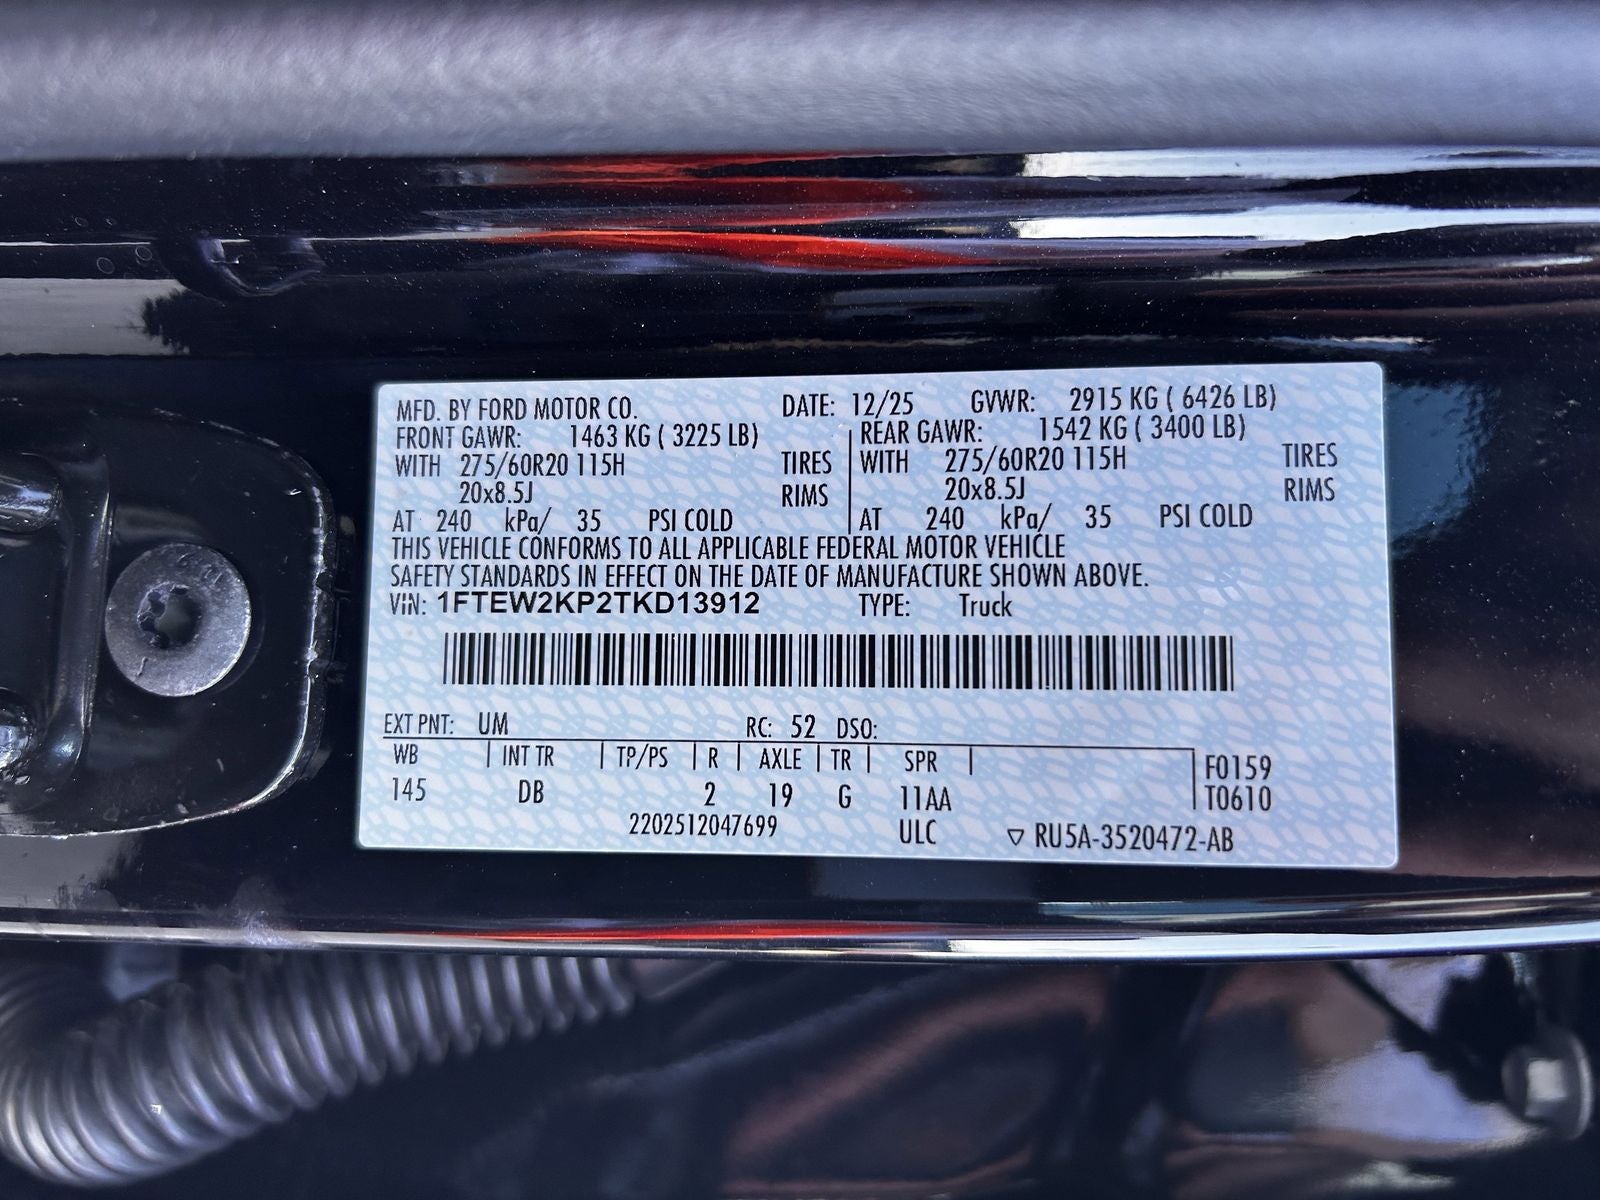 MFD. BY FORD MOTOR CO. DATE: 12/25 GVWR: 2915 KG ( 6426 LB)
FRONT GAWR: 1463 KG ( 3225 LB) REAR GAWR: 1542 KG ( 3400 LB)
WITH 275/60R20 115H TIRES WITH 275/60R20 115H TIRES
20x8.5J RIMS 20x8.5J RIMS
AT 240 kPa/ 35 PSI COLD AT 240 kPa/ 35 PSI COLD
THIS VEHICLE CONFORMS TO ALL APPLICABLE FEDERAL MOTOR VEHICLE
SAFETY STANDARDS IN EFFECT ON THE DATE OF MANUFACTURE SHOWN ABOVE.
VIN: 1FTEW2KP2TKD13912 TYPE: Truck
EXT PNT: UM RC: 52 DSO:
WB | INT TR | TP/PS | R | AXLE | TR | SPR | F0159
145 DB 2 19 G 11AA T0610
2202512047699 ULC ▽ RU5A-3520472-AB